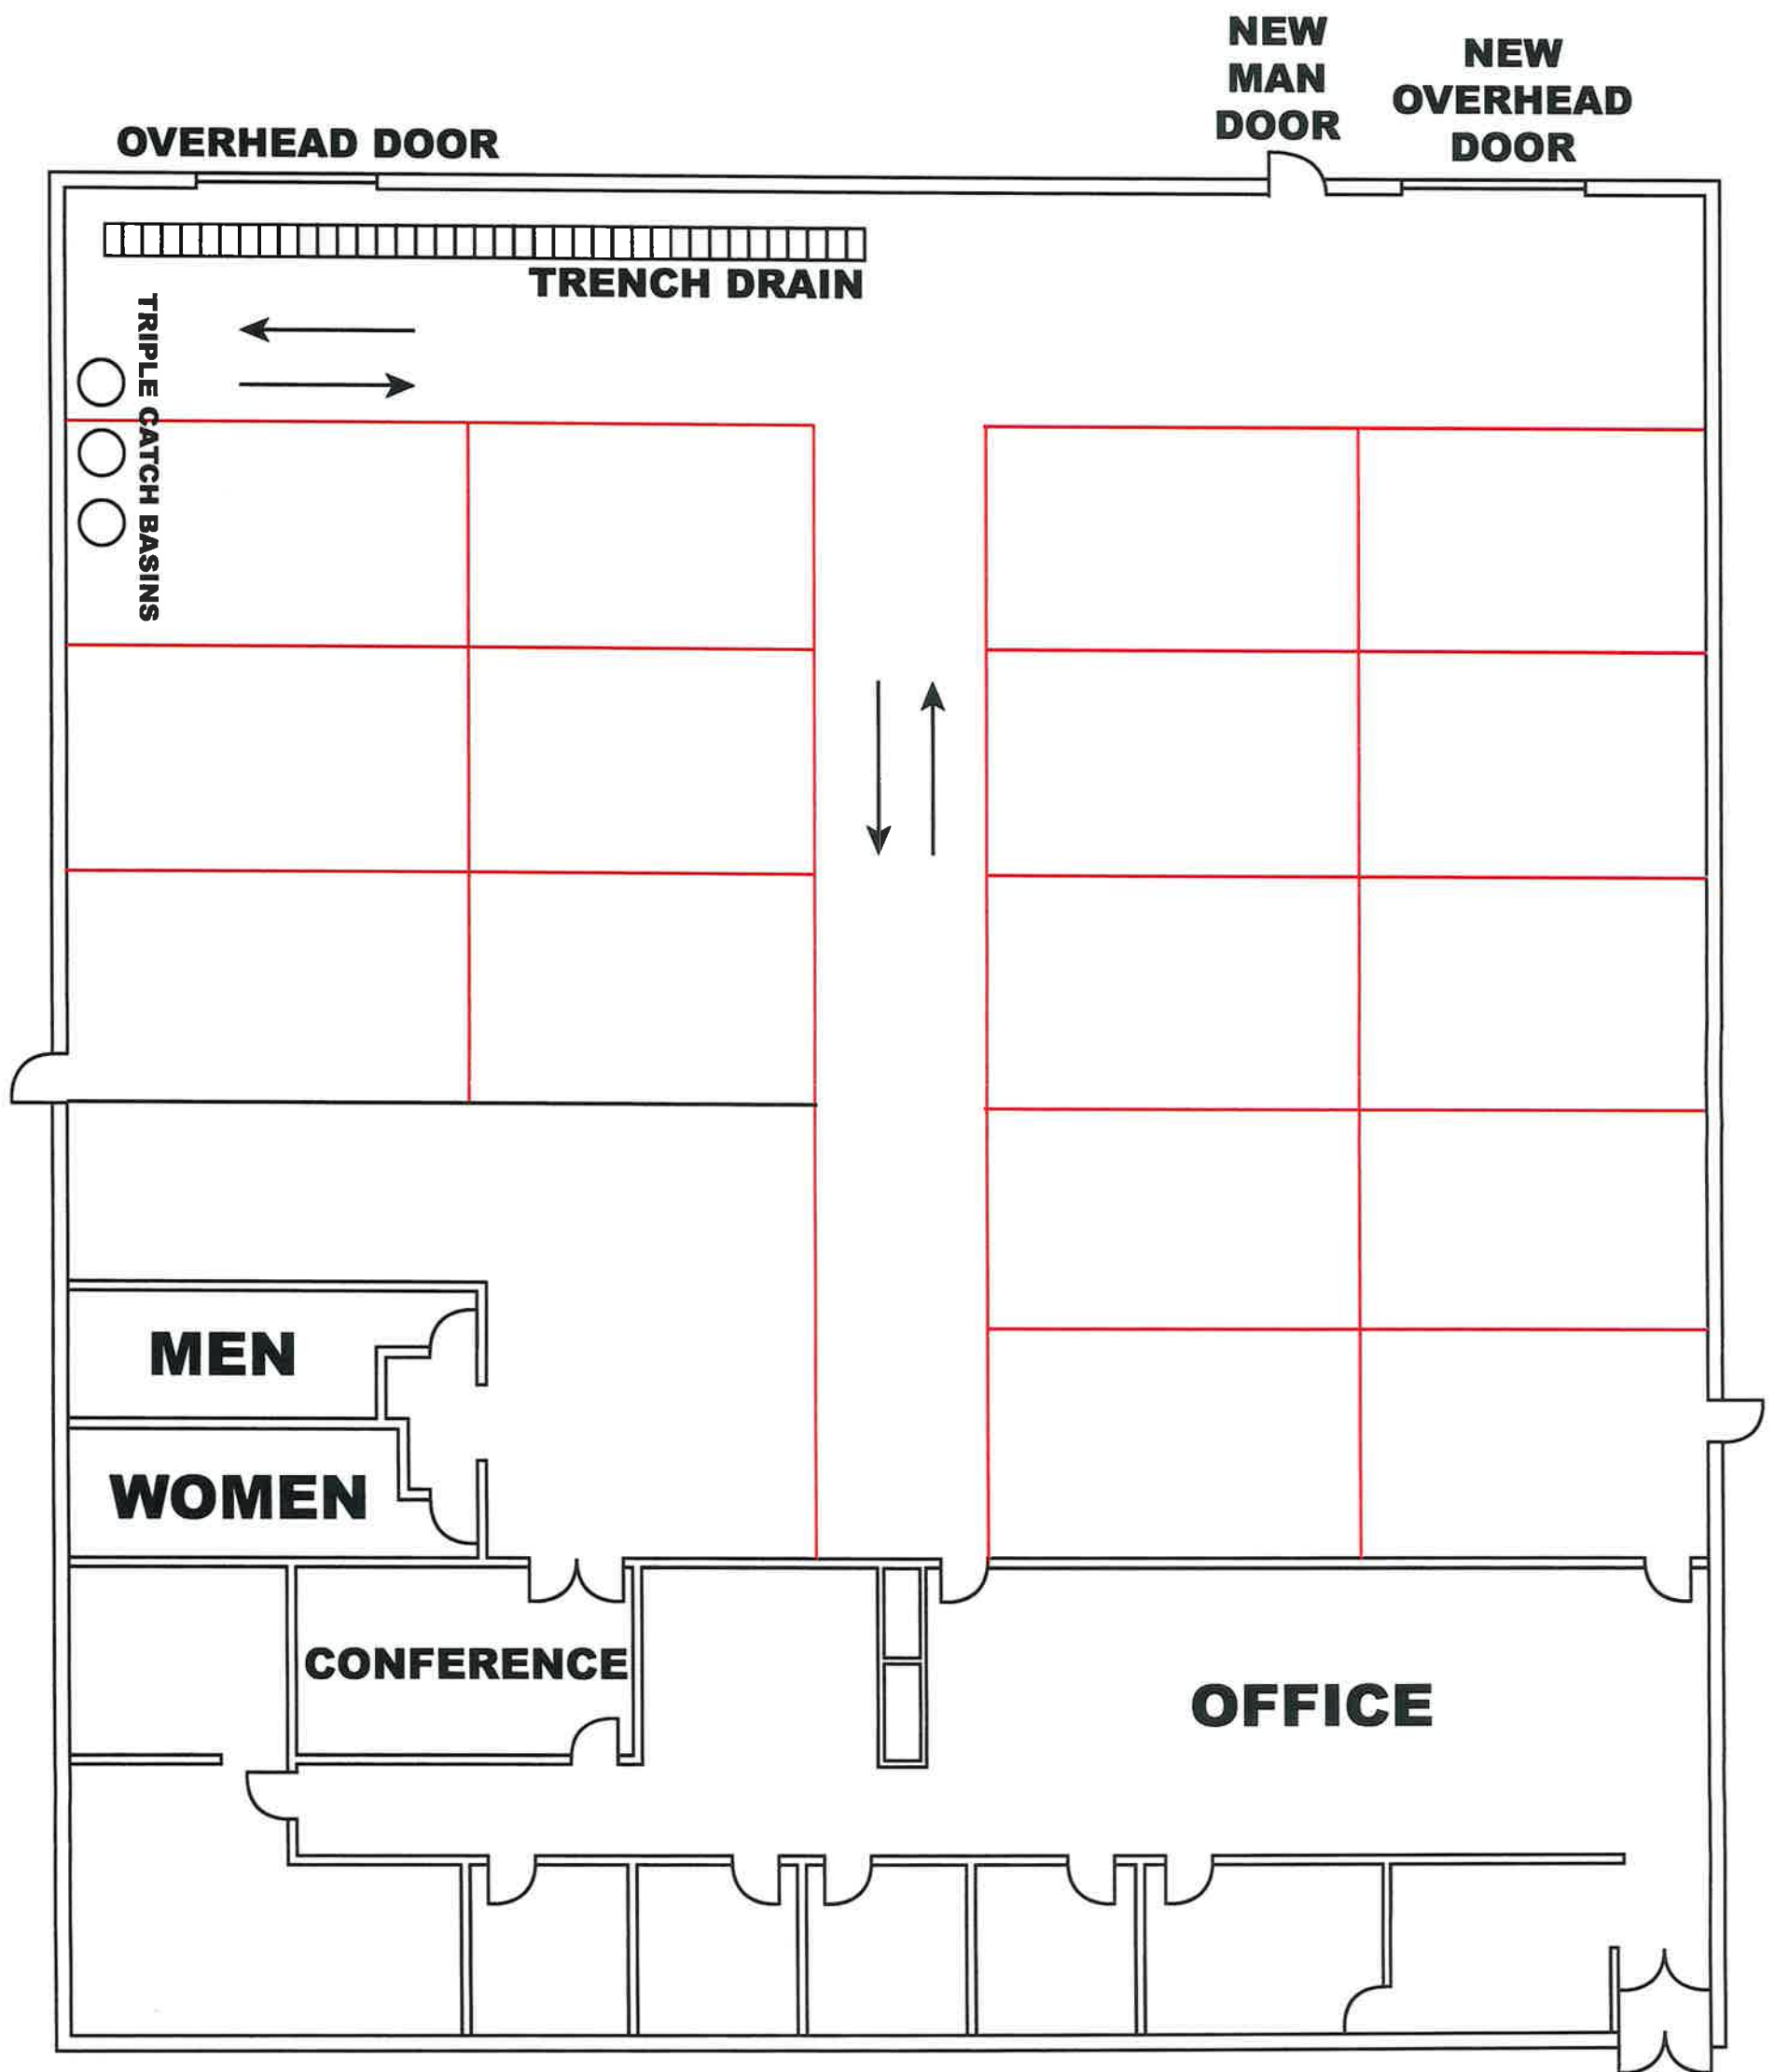 NEW
MAN
DOOR
NEW
OVERHEAD
DOOR
OVERHEAD DOOR
TRENCH DRAIN
TRIPLE CATCH BASINS
MEN
WOMEN
CONFERENCE
OFFICE